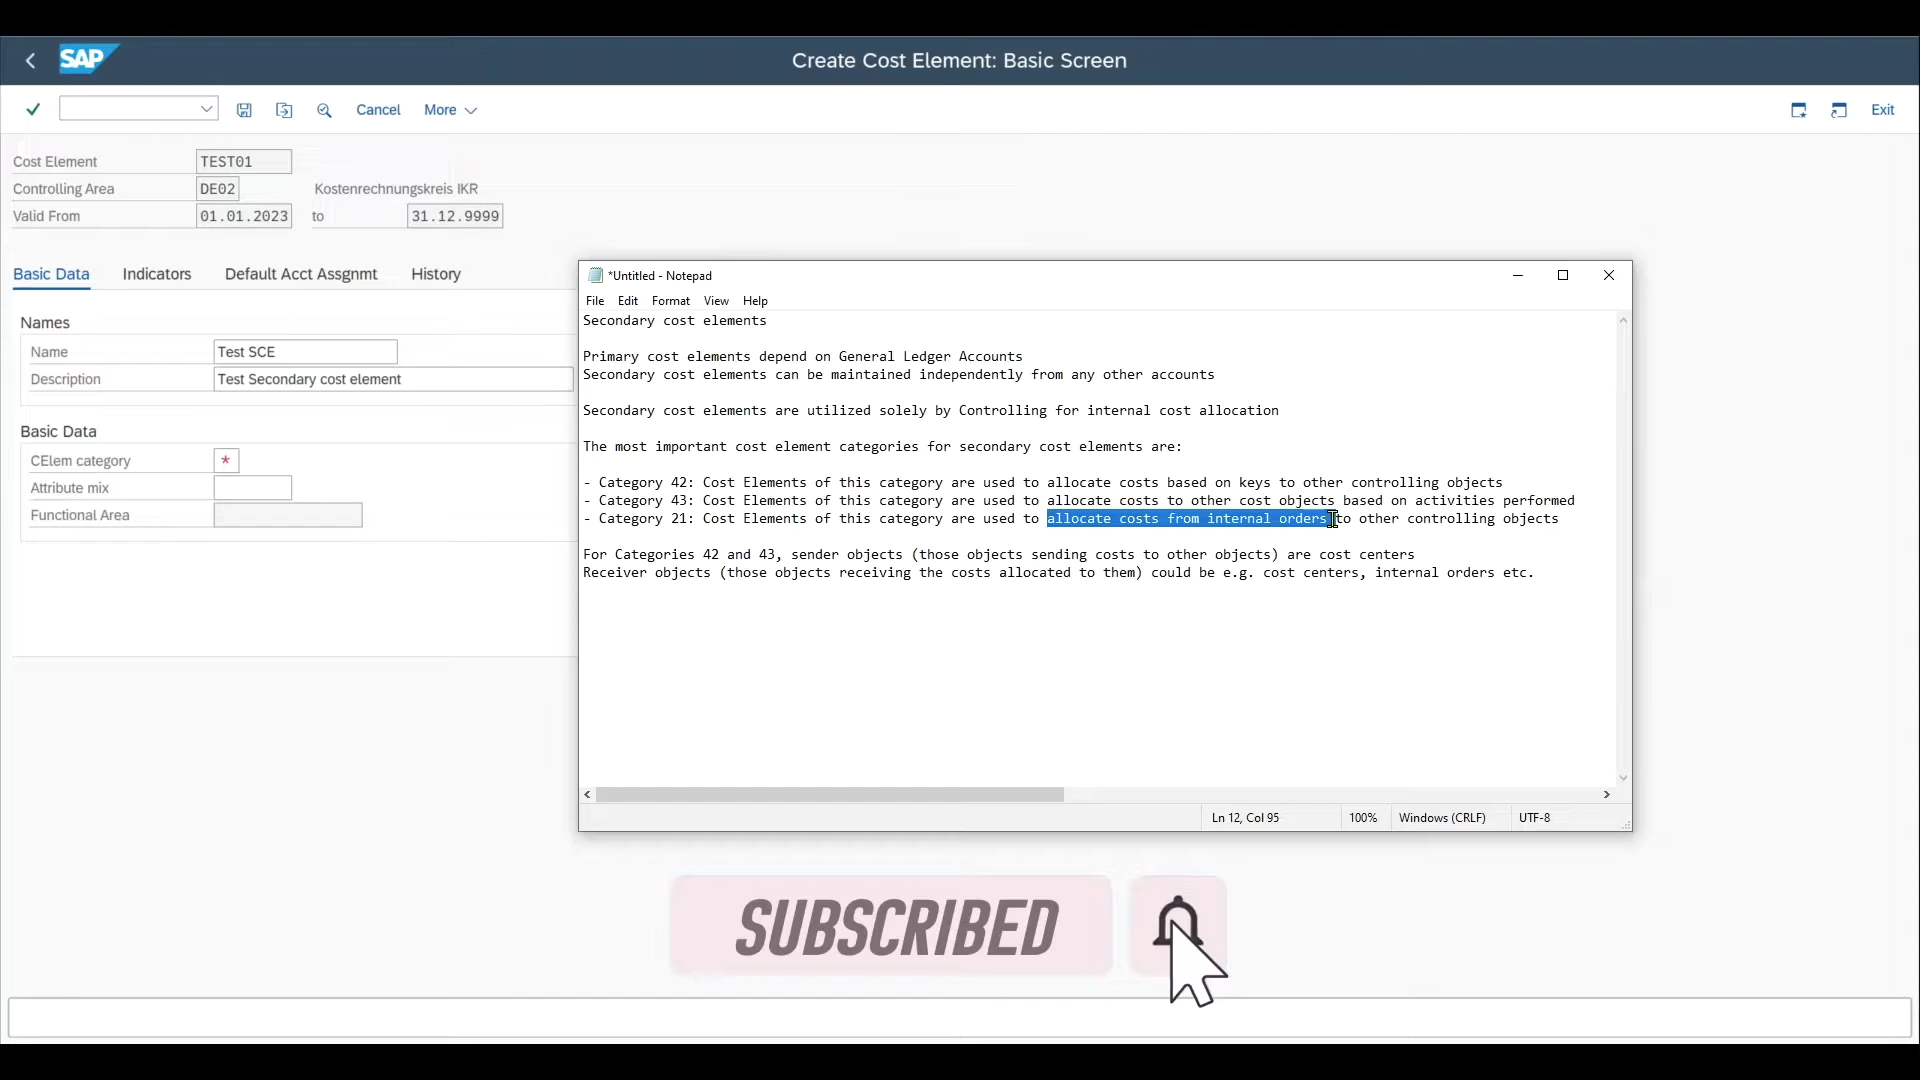 SAP
Create Cost Element: Basic Screen
Cancel
More
Exit
Cost Element
TEST01
Controlling Area
DE02
Kostenrechnungskreis IKR
Valid From
01.01.2023
to
31.12.9999
Basic Data
Indicators
Default Acct Assgnmt
History
Names
Name
Test SCE
Description
Test Secondary cost element
Basic Data
CElem category
*
Attribute mix
Functional Area
*Untitled - Notepad
File Edit Format View Help
Secondary cost elements
Primary cost elements depend on General Ledger Accounts
Secondary cost elements can be maintained independently from any other accounts
Secondary cost elements are utilized solely by Controlling for internal cost allocation
The most important cost element categories for secondary cost elements are:
- Category 42: Cost Elements of this category are used to allocate costs based on keys to other controlling objects
- Category 43: Cost Elements of this category are used to allocate costs to other cost objects based on activities performed
- Category 21: Cost Elements of this category are used to allocate costs from internal orders to other controlling objects
For Categories 42 and 43, sender objects (those objects sending costs to other objects) are cost centers
Receiver objects (those objects receiving the costs allocated to them) could be e.g. cost centers, internal orders etc.
Ln 12, Col 95
100%
Windows (CRLF)
UTF-8
SUBSCRIBED